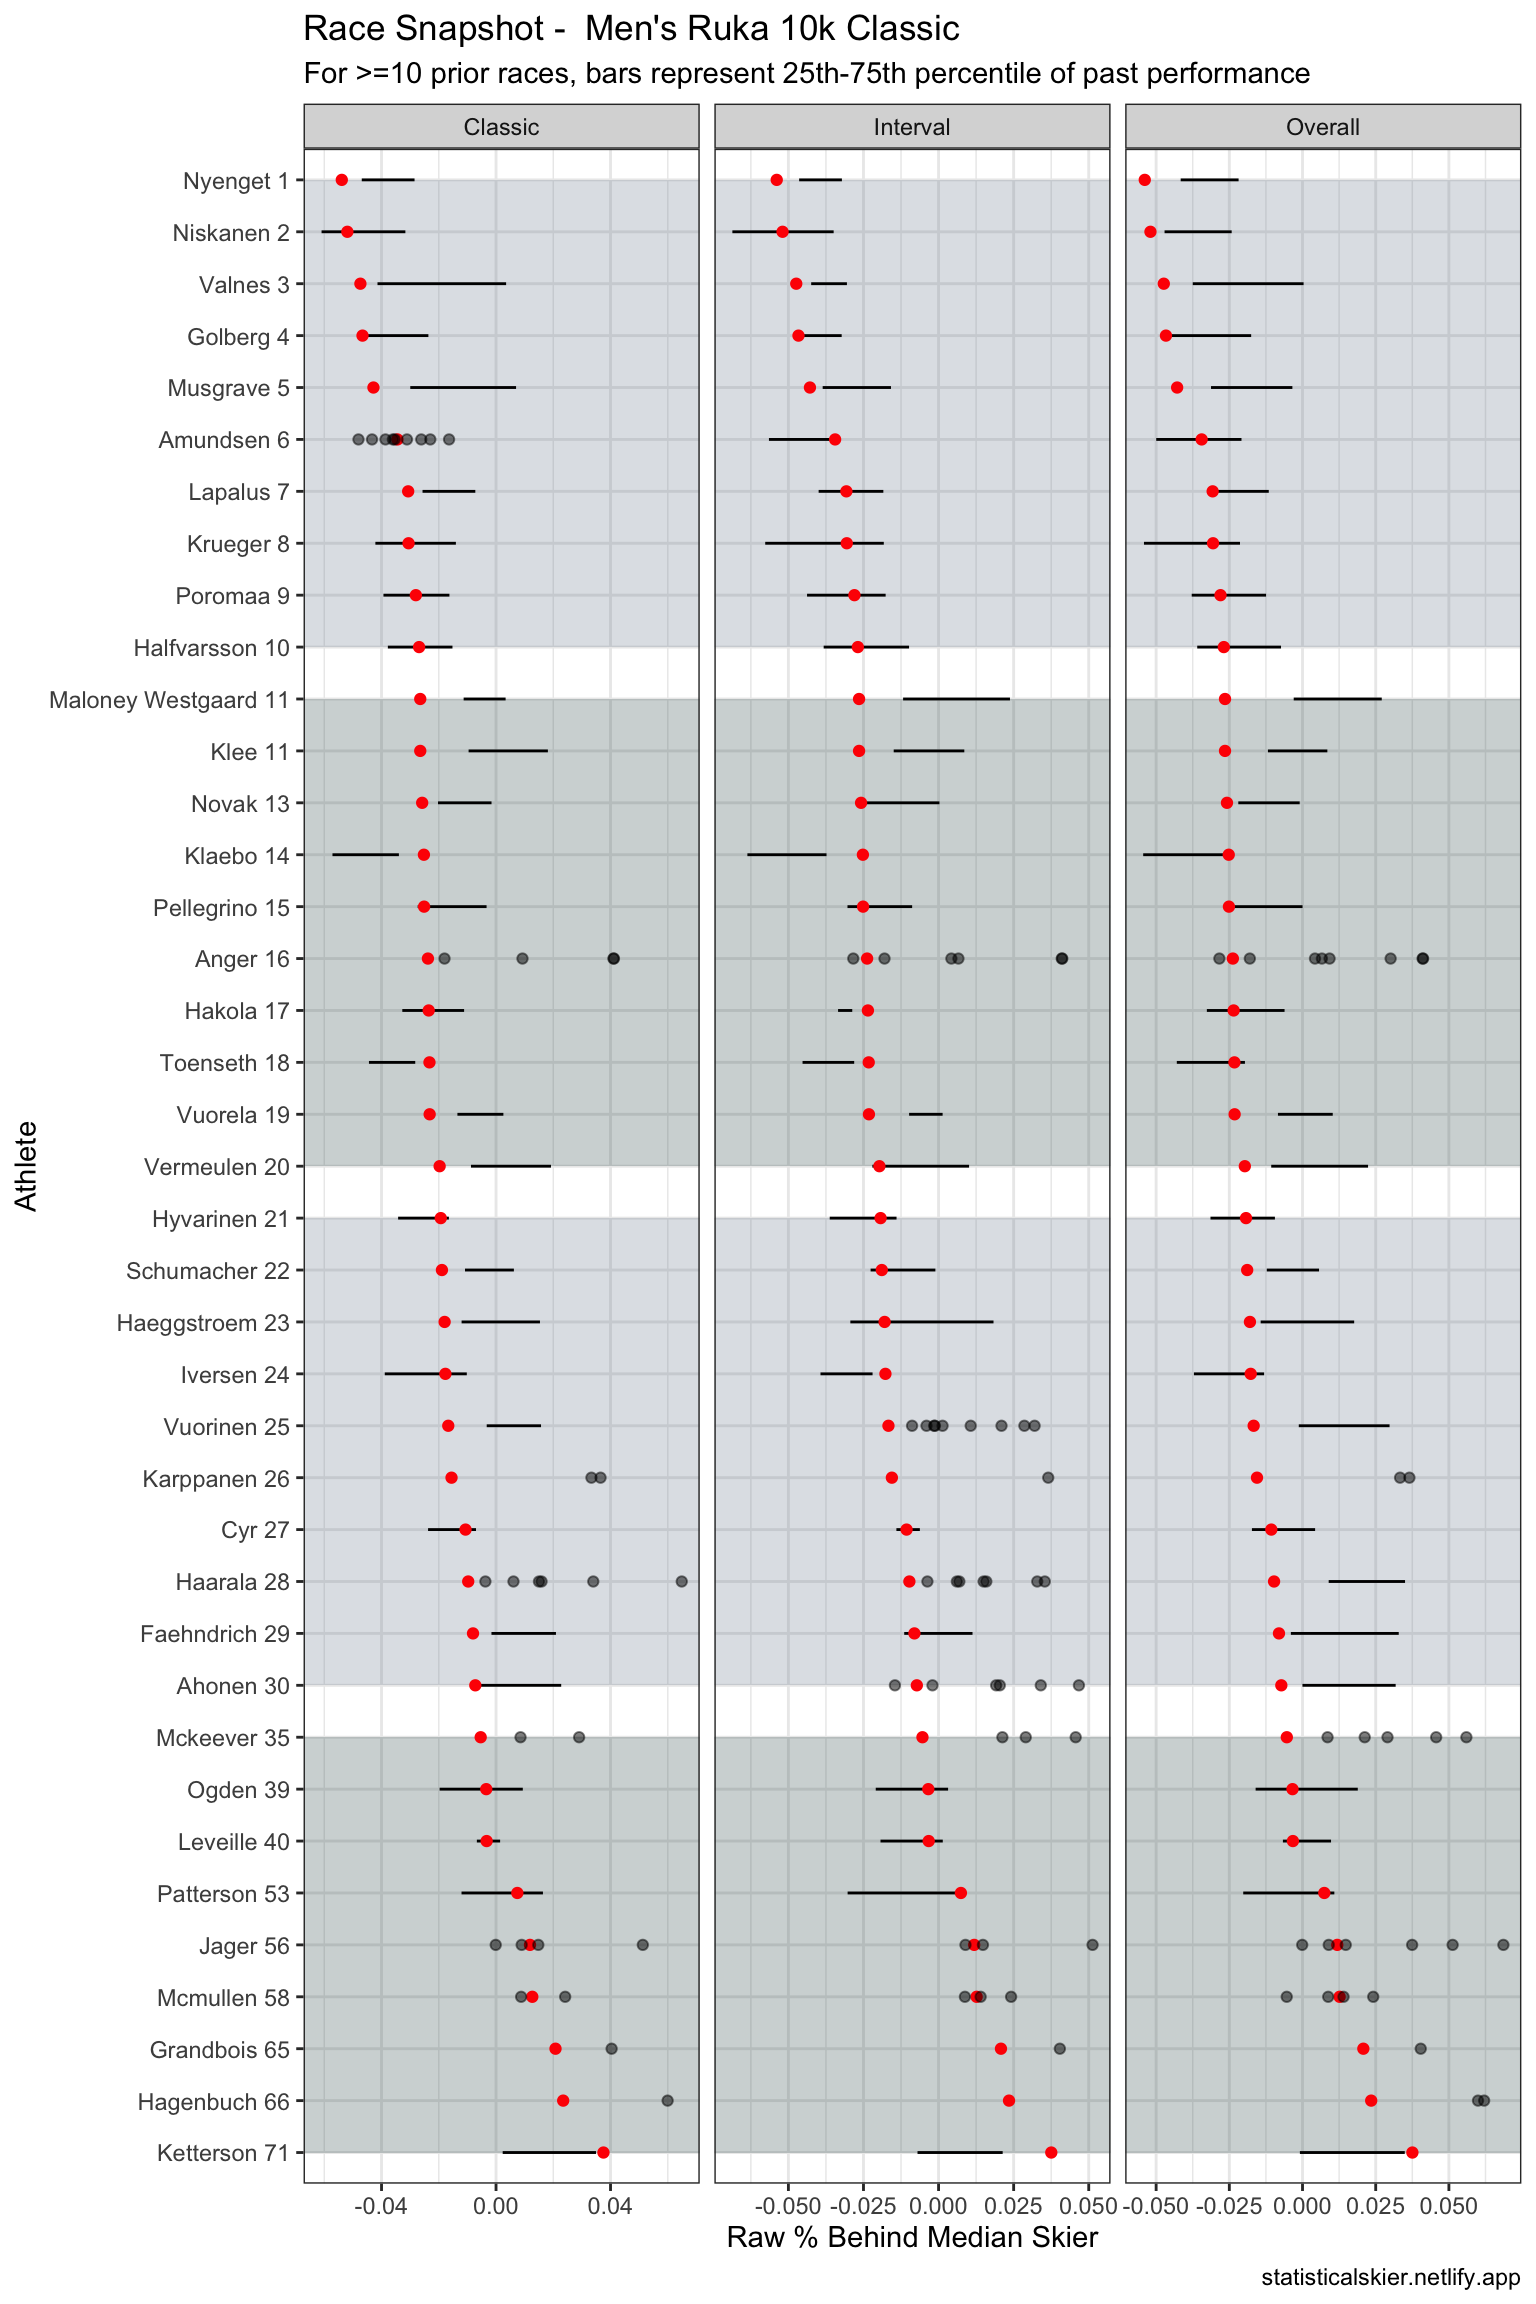 Race Snapshot -  Men's Ruka 10k Classic
For >=10 prior races, bars represent 25th-75th percentile of past performance
Classic
Interval
Overall
Nyenget 1
Niskanen 2
Valnes 3
Golberg 4
Musgrave 5
Amundsen 6
Lapalus 7
Krueger 8
Poromaa 9
Halfvarsson 10
Maloney Westgaard 11
Klee 11
Novak 13
Klaebo 14
Pellegrino 15
Anger 16
Hakola 17
Toenseth 18
Vuorela 19
Vermeulen 20
Hyvarinen 21
Schumacher 22
Haeggstroem 23
Iversen 24
Vuorinen 25
Karppanen 26
Cyr 27
Haarala 28
Faehndrich 29
Ahonen 30
Mckeever 35
Ogden 39
Leveille 40
Patterson 53
Jager 56
Mcmullen 58
Grandbois 65
Hagenbuch 66
Ketterson 71
Athlete
-0.04 0.00 0.04
-0.050 -0.025 0.000 0.025 0.050
-0.050 -0.025 0.000 0.025 0.050
Raw % Behind Median Skier
statisticalskier.netlify.app